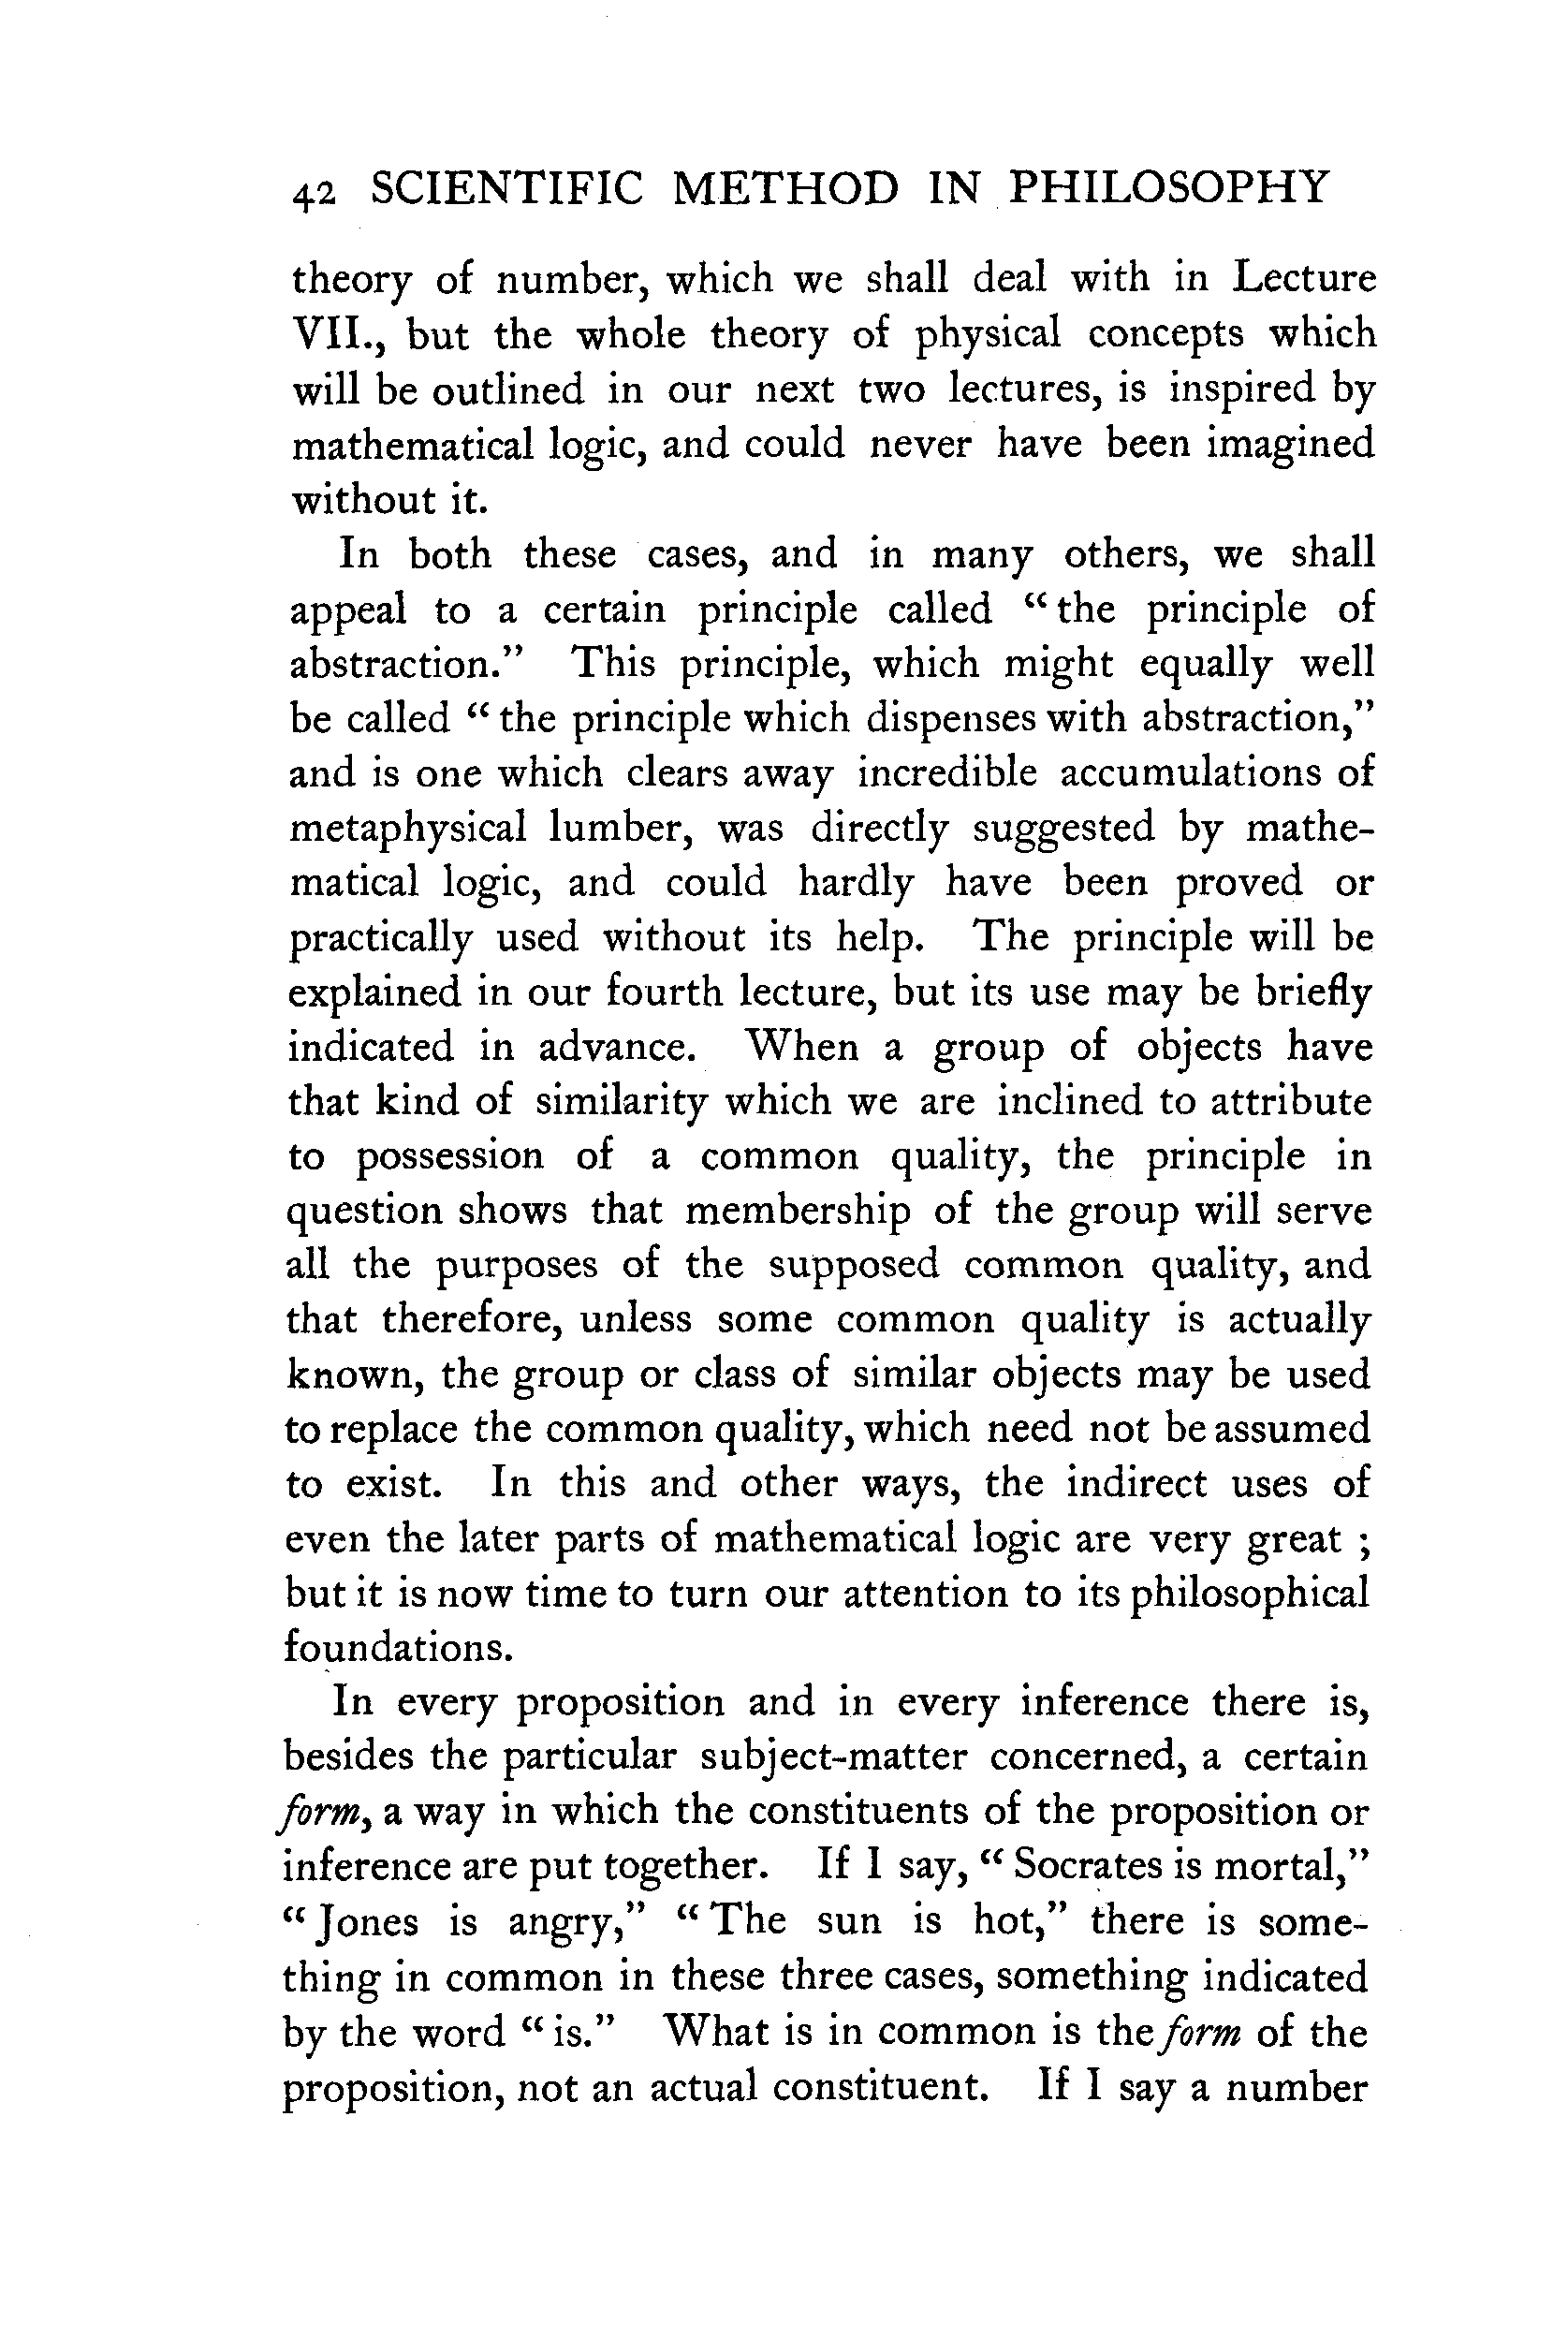 42 SCIENTIFIC METHOD IN PHILOSOPHY
theory of number, which we shall deal with in Lecture
VII., but the whole theory of physical concepts which
will be outlined in our next two lectures, is inspired by
mathematical logic, and could never have been imagined
without it.
In both these cases, and in many others, we shall
appeal to a certain principle called “the principle of
abstraction.” This principle, which might equally well
be called “the principle which dispenses with abstraction,”
and is one which clears away incredible accumulations of
metaphysical lumber, was directly suggested by mathe-
matical logic, and could hardly have been proved or
practically used without its help. The principle will be
explained in our fourth lecture, but its use may be briefly
indicated in advance. When a group of objects have
that kind of similarity which we are inclined to attribute
to possession of a common quality, the principle in
question shows that membership of the group will serve
all the purposes of the supposed common quality, and
that therefore, unless some common quality is actually
known, the group or class of similar objects may be used
to replace the common quality, which need not be assumed
to exist. In this and other ways, the indirect uses of
even the later parts of mathematical logic are very great ;
but it is now time to turn our attention to its philosophical
foundations.
In every proposition and in every inference there is,
besides the particular subject-matter concerned, a certain
form, a way in which the constituents of the proposition or
inference are put together. If I say, “Socrates is mortal,”
“Jones is angry,” “The sun is hot,” there is some-
thing in common in these three cases, something indicated
by the word “is.” What is in common is the form of the
proposition, not an actual constituent. If I say a number